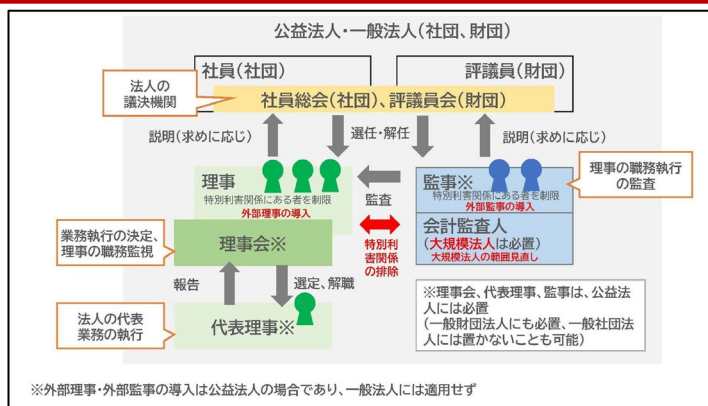 公益法人・一般法人(社団、財団)
社員(社団)
評議員(財団)
法人の
議決機関
社員総会(社団)、評議員会(財団)
説明(求めに応じ)
選任・解任
説明(求めに応じ)
理事
特別利害関係にある者を制限
外部理事の導入
監査
監事※
特別利害関係にある者を制限
外部監事の導入
理事の職務執行
の監査
業務執行の決定、
理事の職務監視
理事会※
特別利
害関係
の排除
会計監査人
(大規模法人は必置)
大規模法人の範囲見直し
報告
選定、解職
法人の代表
業務の執行
代表理事※
※理事会、代表理事、監事は、公益法
人には必置
(一般財団法人にも必置、一般社団法
人には置かないことも可能)
※外部理事・外部監事の導入は公益法人の場合であり、一般法人には適用せず